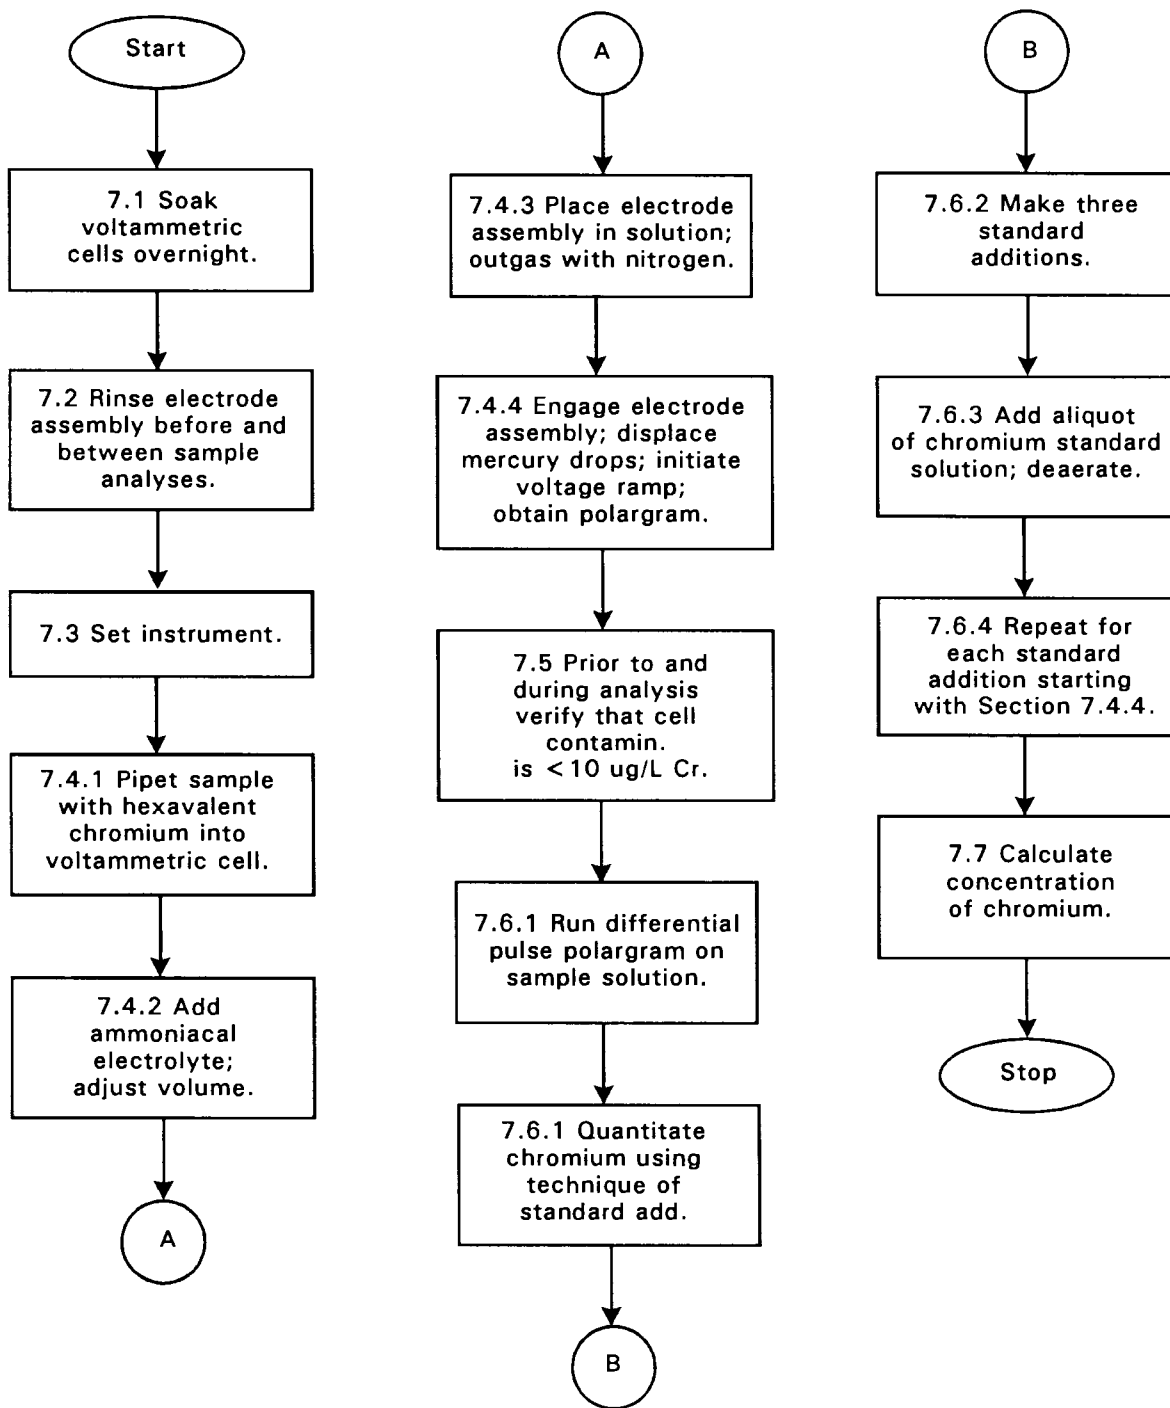 Start
7.1 Soak
voltammetric
cells overnight.
7.2 Rinse electrode
assembly before and
between sample
analyses.
7.3 Set instrument.
7.4.1 Pipet sample
with hexavalent
chromium into
voltammetric cell.
7.4.2 Add
ammoniacal
electrolyte;
adjust volume.
A
A
7.4.3 Place electrode
assembly in solution;
outgas with nitrogen.
7.4.4 Engage electrode
assembly; displace
mercury drops; initiate
voltage ramp;
obtain polargram.
7.5 Prior to and
during analysis
verify that cell
contamin.
is <10 ug/L Cr.
7.6.1 Run differential
pulse polargram on
sample solution.
7.6.1 Quantitate
chromium using
technique of
standard add.
B
B
7.6.2 Make three
standard
additions.
7.6.3 Add aliquot
of chromium standard
solution; deaerate.
7.6.4 Repeat for
each standard
addition starting
with Section 7.4.4.
7.7 Calculate
concentration
of chromium.
Stop